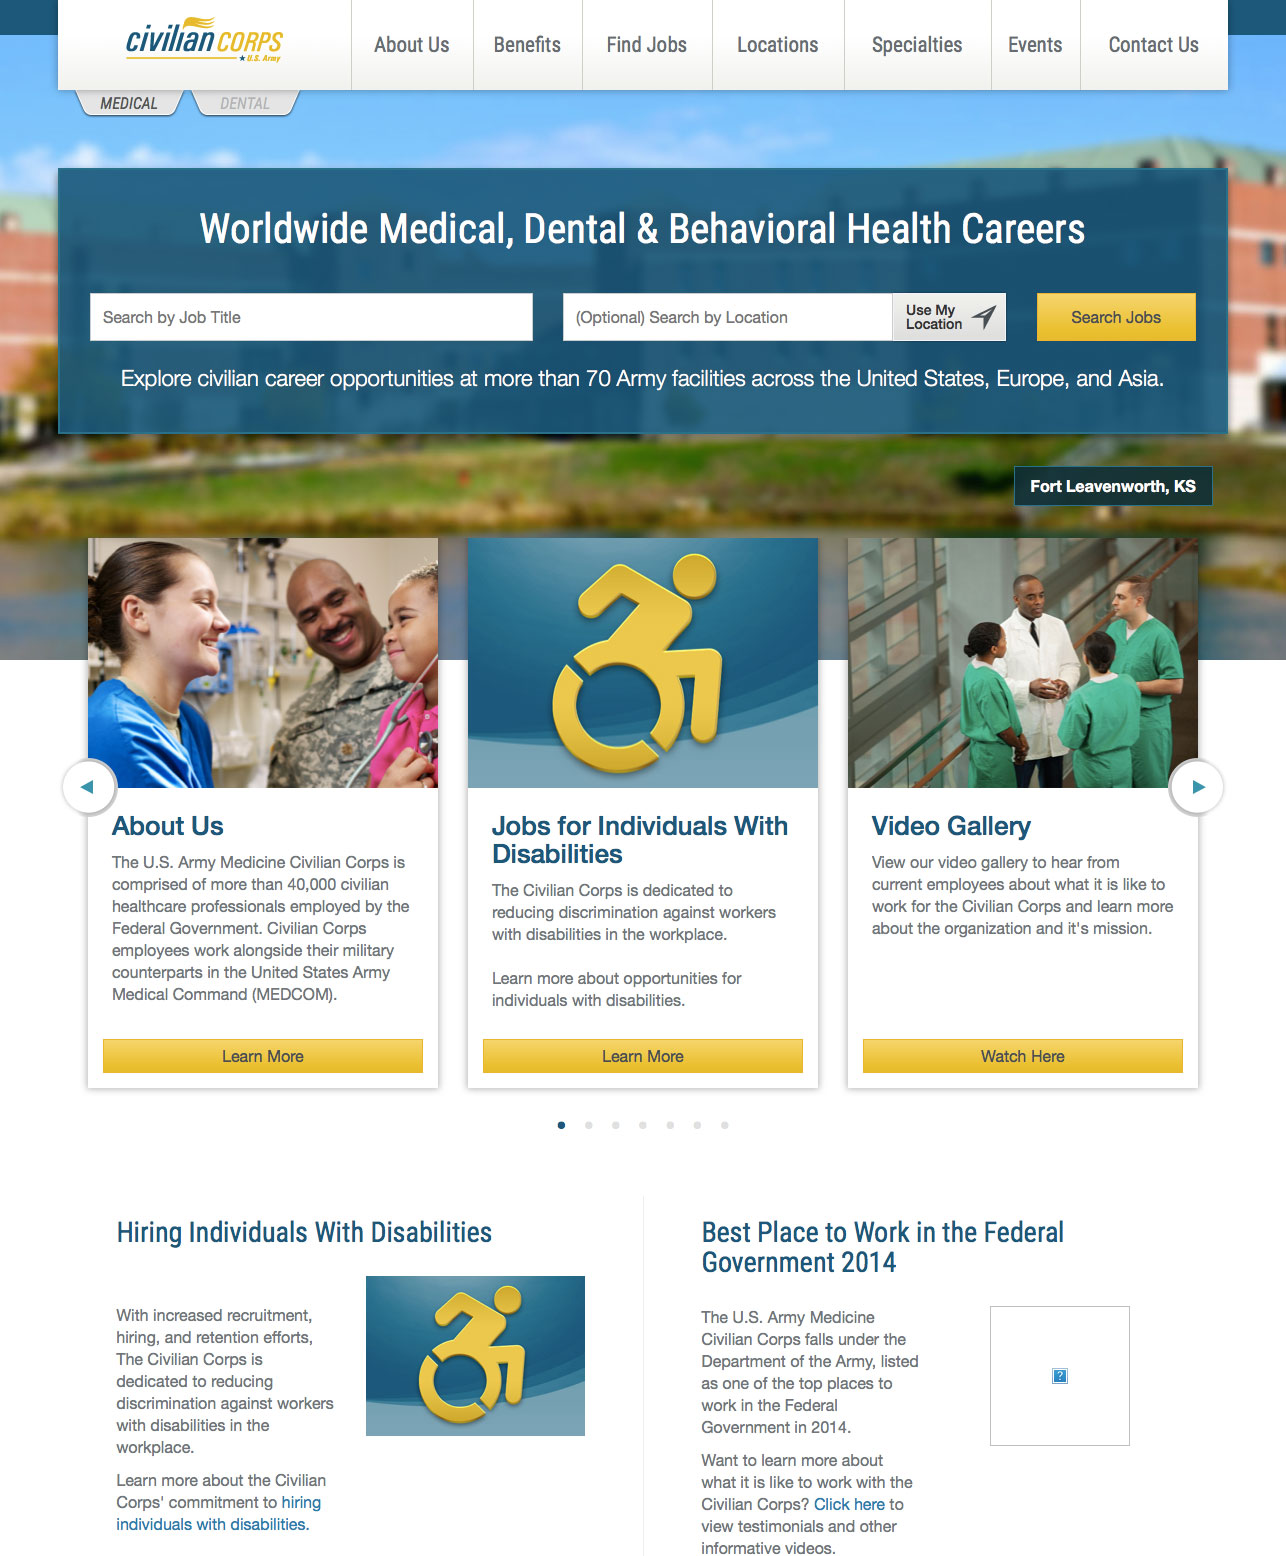 civilian CORPS
★ U.S. Army
About Us
Benefits
Find Jobs
Locations
Specialties
Events
Contact Us
MEDICAL
DENTAL
Worldwide Medical, Dental & Behavioral Health Careers
Search by Job Title
(Optional) Search by Location
Use My
Location
Search Jobs
Explore civilian career opportunities at more than 70 Army facilities across the United States, Europe, and Asia.
Fort Leavenworth, KS
About Us
The U.S. Army Medicine Civilian Corps is
comprised of more than 40,000 civilian
healthcare professionals employed by the
Federal Government. Civilian Corps
employees work alongside their military
counterparts in the United States Army
Medical Command (MEDCOM).
Learn More
Jobs for Individuals With
Disabilities
The Civilian Corps is dedicated to
reducing discrimination against workers
with disabilities in the workplace.
Learn more about opportunities for
individuals with disabilities.
Learn More
Video Gallery
View our video gallery to hear from
current employees about what it is like to
work for the Civilian Corps and learn more
about the organization and it's mission.
Watch Here
Hiring Individuals With Disabilities
With increased recruitment,
hiring, and retention efforts,
The Civilian Corps is
dedicated to reducing
discrimination against workers
with disabilities in the
workplace.
Learn more about the Civilian
Corps' commitment to hiring
individuals with disabilities.
Best Place to Work in the Federal
Government 2014
The U.S. Army Medicine
Civilian Corps falls under the
Department of the Army, listed
as one of the top places to
work in the Federal
Government in 2014.
Want to learn more about
what it is like to work with the
Civilian Corps? Click here to
view testimonials and other
informative videos.
?